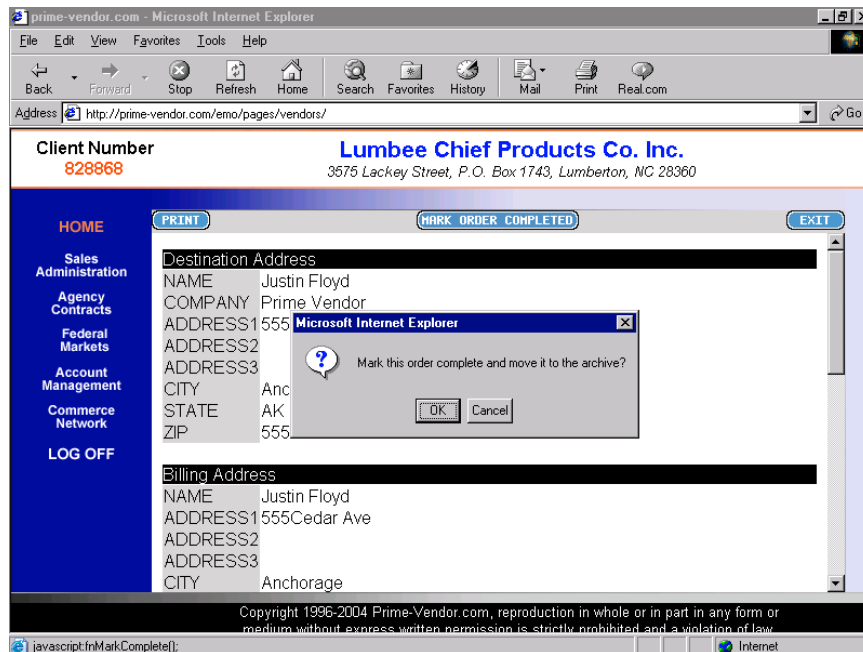 prime-vendor.com - Microsoft Internet Explorer
File Edit View Favorites Tools Help
Back Forward Stop Refresh Home Search Favorites History Mail Print Real.com
Address http://prime-vendor.com/emo/pages/vendors/ Go
Client Number
828868
Lumbee Chief Products Co. Inc.
3575 Lackey Street, P.O. Box 1743, Lumberton, NC 28360
HOME
Sales
Administration
Agency
Contracts
Federal
Markets
Account
Management
Commerce
Network
LOG OFF
PRINT MARK ORDER COMPLETED EXIT
Destination Address
NAME Justin Floyd
COMPANY Prime Vendor
ADDRESS1 555
ADDRESS2
ADDRESS3
CITY Anc
STATE AK
ZIP 555
Microsoft Internet Explorer
Mark this order complete and move it to the archive?
OK Cancel
Billing Address
NAME Justin Floyd
ADDRESS1 555Cedar Ave
ADDRESS2
ADDRESS3
CITY Anchorage
Copyright 1996-2004 Prime-Vendor.com, reproduction in whole or in part in any form or
medium without express written permission is strictly prohibited and a violation of law
javascript:fnMarkComplete(); Internet